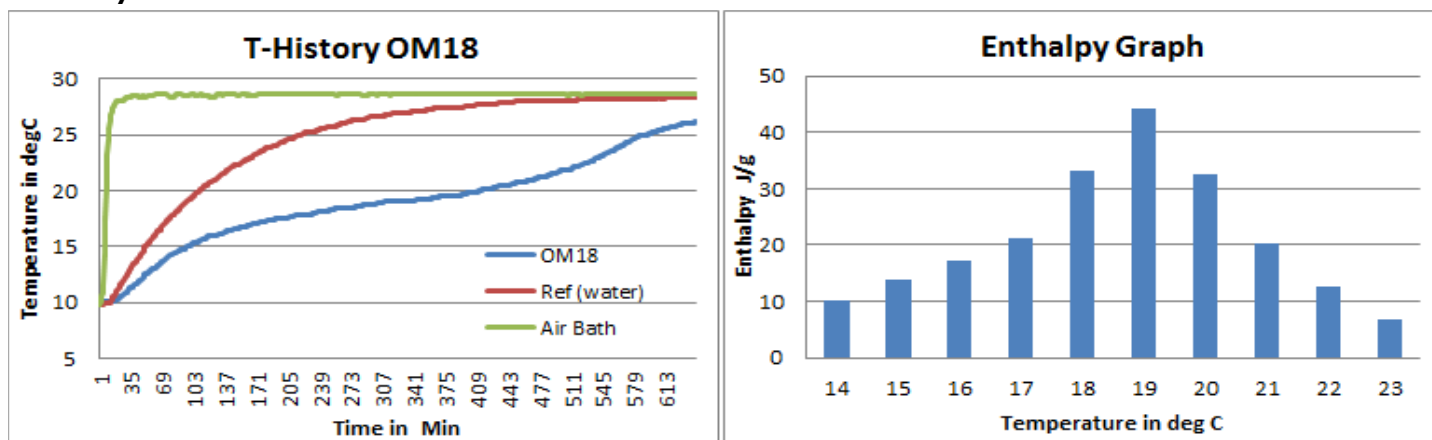 T-History OM18
Temperature in degC
30
25
20
15
10
5
OM18
Ref (water)
Air Bath
1 35 69 103 137 171 205 239 273 307 341 375 409 443 477 511 545 579 613
Time in Min
Enthalpy Graph
Enthalpy J/g
50
40
30
20
10
0
14 15 16 17 18 19 20 21 22 23
Temperature in deg C